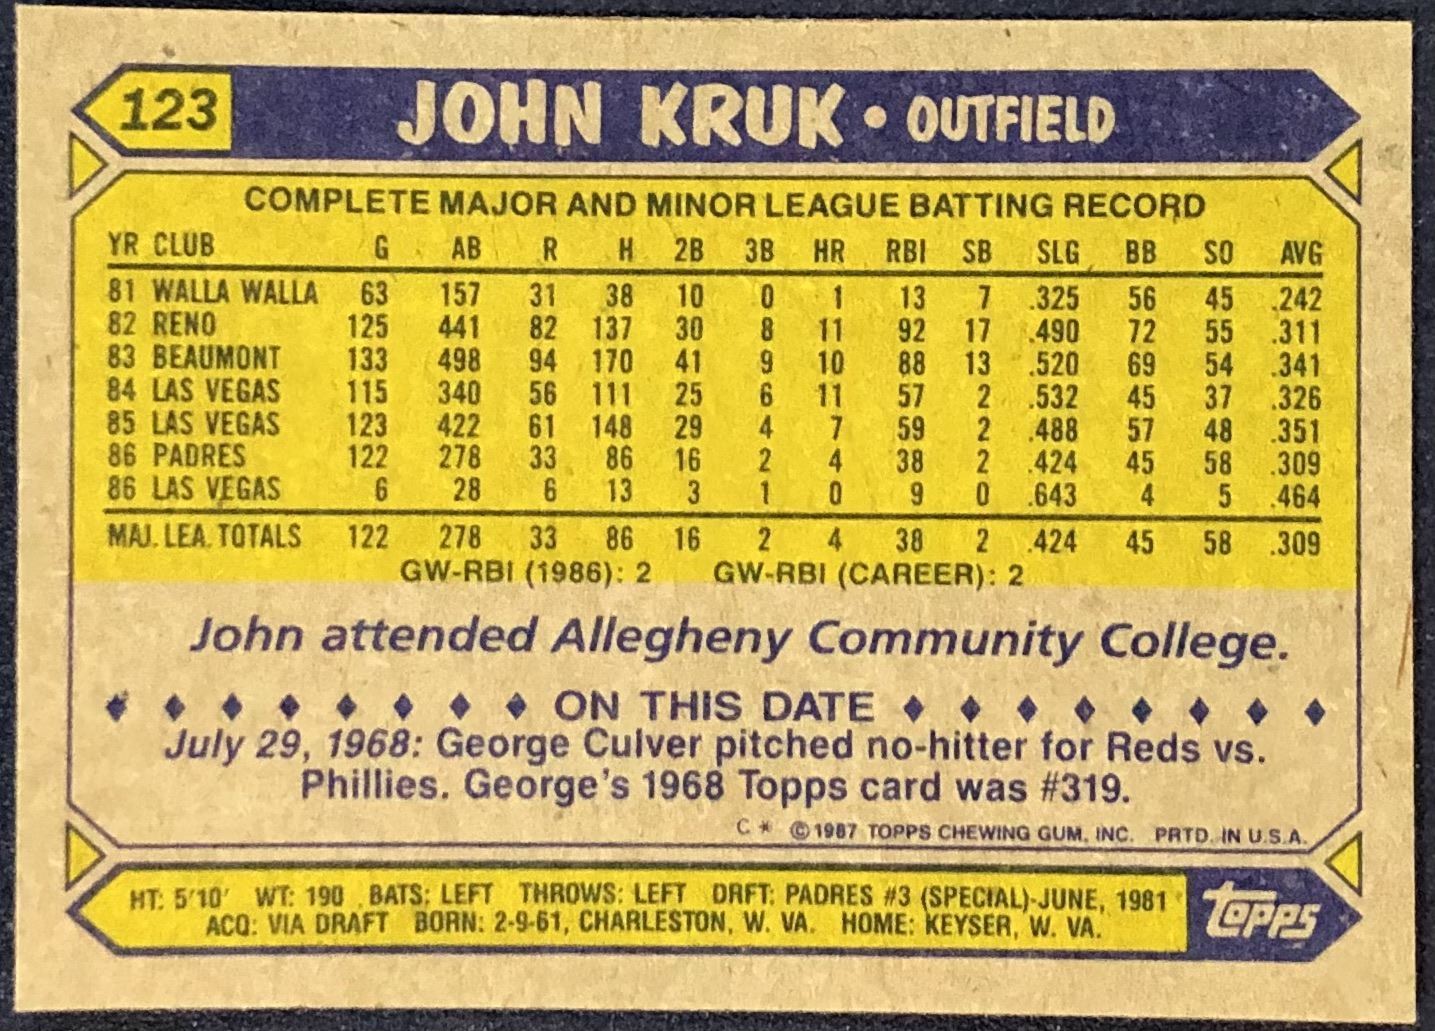 123 JOHN KRUK • OUTFIELD
COMPLETE MAJOR AND MINOR LEAGUE BATTING RECORD
YR CLUB G AB R H 2B 3B HR RBI SB SLG BB SO AVG
81 WALLA WALLA 63 157 31 38 10 0 1 13 7 .325 56 45 .242
82 RENO 125 441 82 137 30 8 11 92 17 .490 72 55 .311
83 BEAUMONT 133 498 94 170 41 9 10 88 13 .520 69 54 .341
84 LAS VEGAS 115 340 56 111 25 6 11 57 2 .532 45 37 .326
85 LAS VEGAS 123 422 61 148 29 4 7 59 2 .488 57 48 .351
86 PADRES 122 278 33 86 16 2 4 38 2 .424 45 58 .309
86 LAS VEGAS 6 28 6 13 3 1 0 9 0 .643 4 5 .464
MAJ. LEA. TOTALS 122 278 33 86 16 2 4 38 2 .424 45 58 .309
GW-RBI (1986): 2 GW-RBI (CAREER): 2
John attended Allegheny Community College.
ON THIS DATE
July 29, 1968: George Culver pitched no-hitter for Reds vs.
Phillies. George's 1968 Topps card was #319.
C * © 1987 TOPPS CHEWING GUM, INC. PRTD. IN U.S.A.
HT: 5'10' WT: 190 BATS: LEFT THROWS: LEFT DRFT: PADRES #3 (SPECIAL)-JUNE, 1981
ACQ: VIA DRAFT BORN: 2-9-61, CHARLESTON, W. VA. HOME: KEYSER, W. VA.
topps